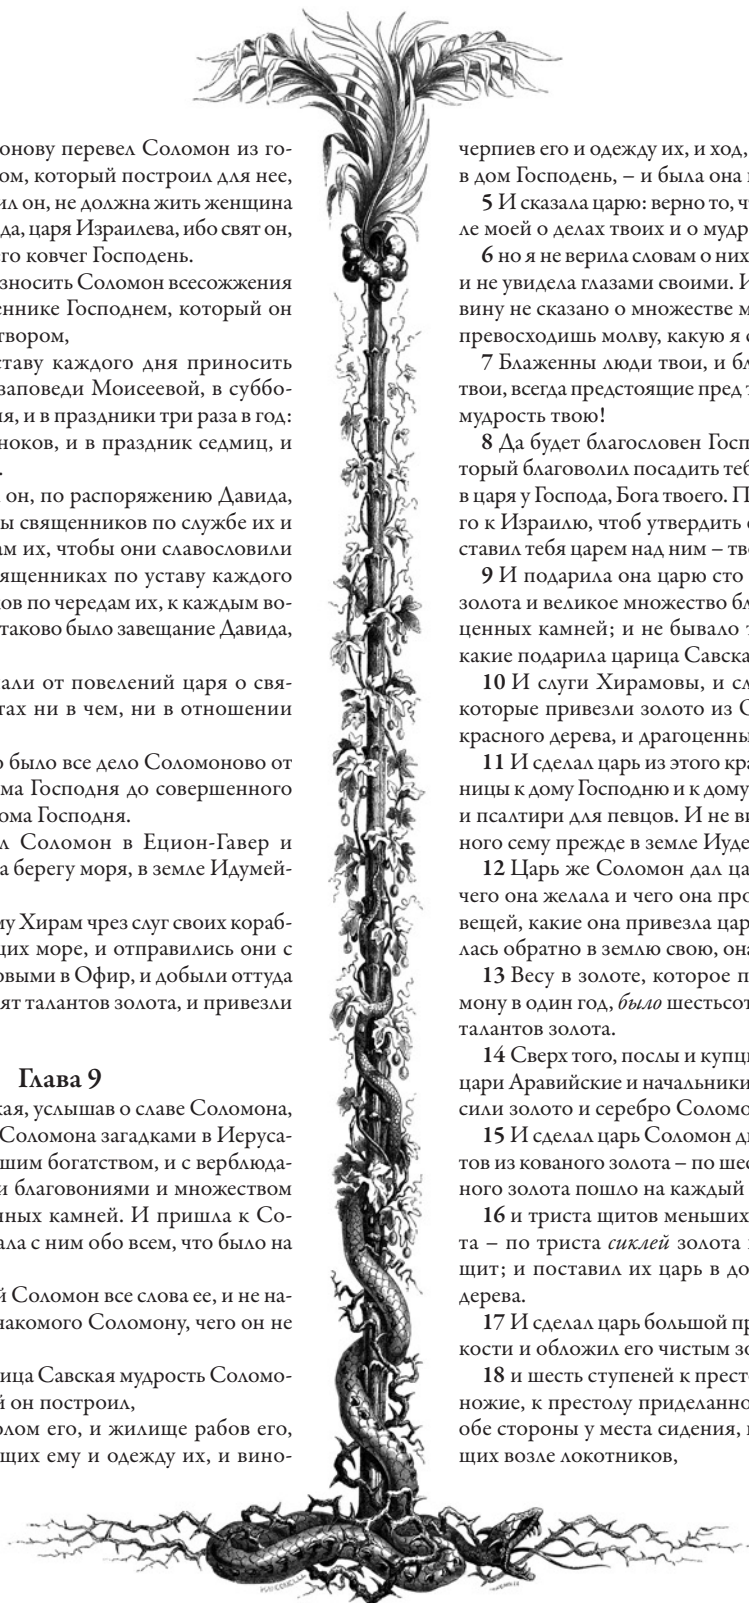 онову перевел Соломон из го-
ом, который построил для нее,
ил он, не должна жить женщина
да, царя Израилева, ибо свят он,
его ковчег Господень.
зносить Соломон всесожжения
еннике Господнем, который он
твором,
ставу каждого дня приносить
заповеди Моисеевой, в суббо-
ия, и в праздники три раза в год:
ноков, и в праздник седмиц, и
.
он, по распоряжению Давида,
ы священников по службе их и
ам их, чтобы они славословили
ященниках по уставу каждого
ков по чередам их, к каждым во-
таково было завещание Давида,
али от повелений царя о свя-
тах ни в чем, ни в отношении
о было все дело Соломоново от
ма Господня до совершенного
ома Господня.
л Соломон в Ецион-Гавер и
а берегу моря, в земле Идумей-
му Хирам чрез слуг своих кораб-
щих море, и отправились они с
овыми в Офир, и добыли оттуда
ят талантов золота, и привезли
Глава 9
кая, услышав о славе Соломона,
Соломона загадками в Иеруса-
шим богатством, и с верблюда-
и благовониями и множеством
нных камней. И пришла к Со-
ала с ним обо всем, что было на
й Соломон все слова ее, и не на-
накомого Соломону, чего он не
ица Савская мудрость Соломо-
й он построил,
олом его, и жилище рабов его,
щих ему и одежду их, и вино-
черпиев его и одежду их, и ход,
в дом Господень, – и была она
5 И сказала царю: верно то, ч
ле моей о делах твоих и о мудр
6 но я не верила словам о них
и не увидела глазами своими. И
вину не сказано о множестве м
превосходишь молву, какую я с
7 Блаженны люди твои, и бл
твои, всегда предстоящие пред т
мудрость твою!
8 Да будет благословен Госп
торый благоволил посадить теб
в царя у Господа, Бога твоего. П
го к Израилю, чтоб утвердить е
ставил тебя царем над ним – тво
9 И подарила она царю сто
золота и великое множество бл
ценных камней; и не бывало т
какие подарила царица Савска
10 И слуги Хирамовы, и сл
которые привезли золото из О
красного дерева, и драгоценны
11 И сделал царь из этого кра
ницы к дому Господню и к дому
и псалтири для певцов. И не ви
ного сему прежде в земле Иуде
12 Царь же Соломон дал ца
чего она желала и чего она про
вещей, какие она привезла цар
лась обратно в землю свою, она
13 Весу в золоте, которое п
мону в один год, было шестьсот
талантов золота.
14 Сверх того, послы и купцы
цари Аравийские и начальники
сили золото и серебро Соломо
15 И сделал царь Соломон дв
тов из кованого золота – по шес
ного золота пошло на каждый
16 и триста щитов меньших
та – по триста сиклей золота
щит; и поставил их царь в до
дерева.
17 И сделал царь большой пр
кости и обложил его чистым зо
18 и шесть ступеней к престо
ножие, к престолу приделанно
обе стороны у места сидения,
щих возле локотников,